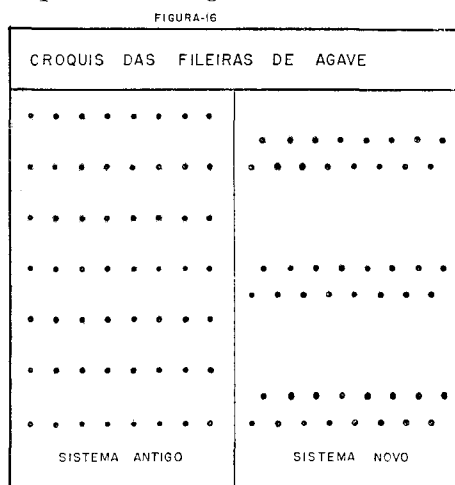 FIGURA-16
CROQUIS DAS FILEIRAS DE AGAVE
SISTEMA ANTIGO
SISTEMA NOVO